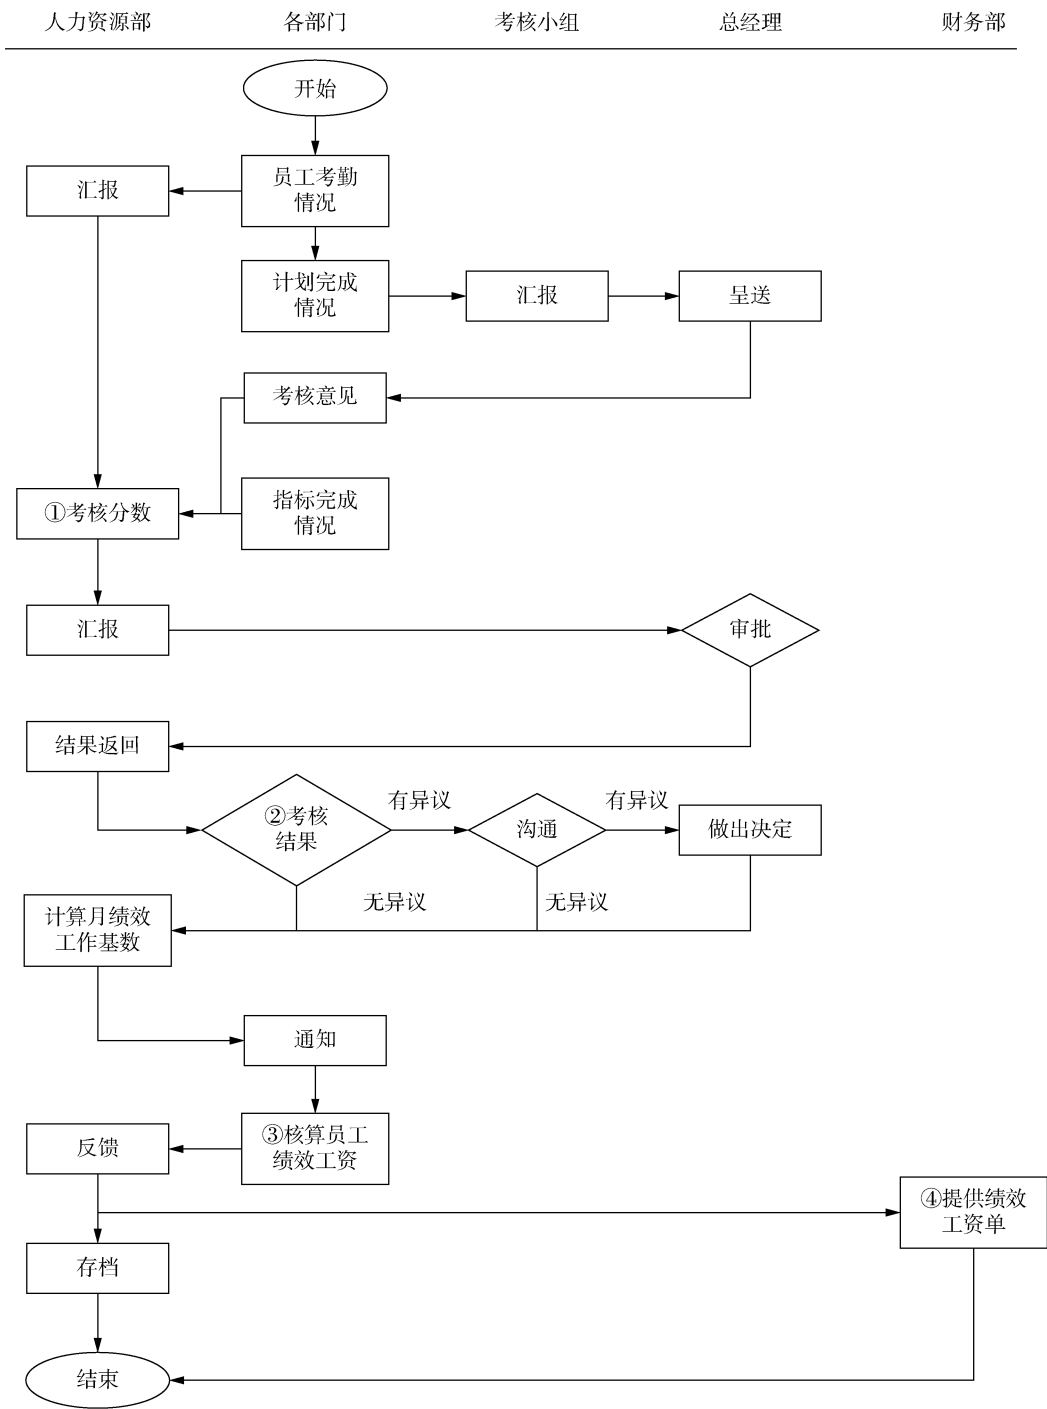 人力资源部 各部门 考核小组 总经理 财务部
开始
汇报
员工考勤
情况
计划完成
情况
汇报
呈送
考核意见
①考核分数
指标完成
情况
汇报
审批
结果返回
②考核
结果
有异议
沟通
有异议
做出决定
无异议
无异议
计算月绩效
工作基数
通知
反馈
③核算员工
绩效工资
④提供绩效
工资单
存档
结束